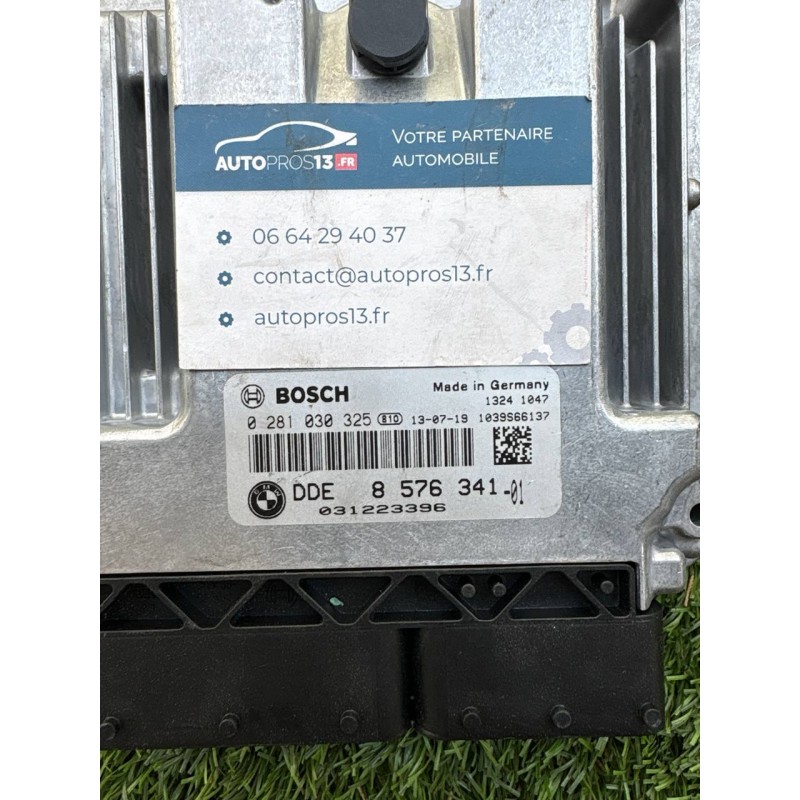 AUTOPROS13.FR
VOTRE PARTENAIRE
AUTOMOBILE
06 64 29 40 37
contact@autopros13.fr
autopros13.fr
BOSCH
Made in Germany
1324 1047
0 281 030 325 810 13-07-19 1039S66137
DDE 8 576 341-01
031223396